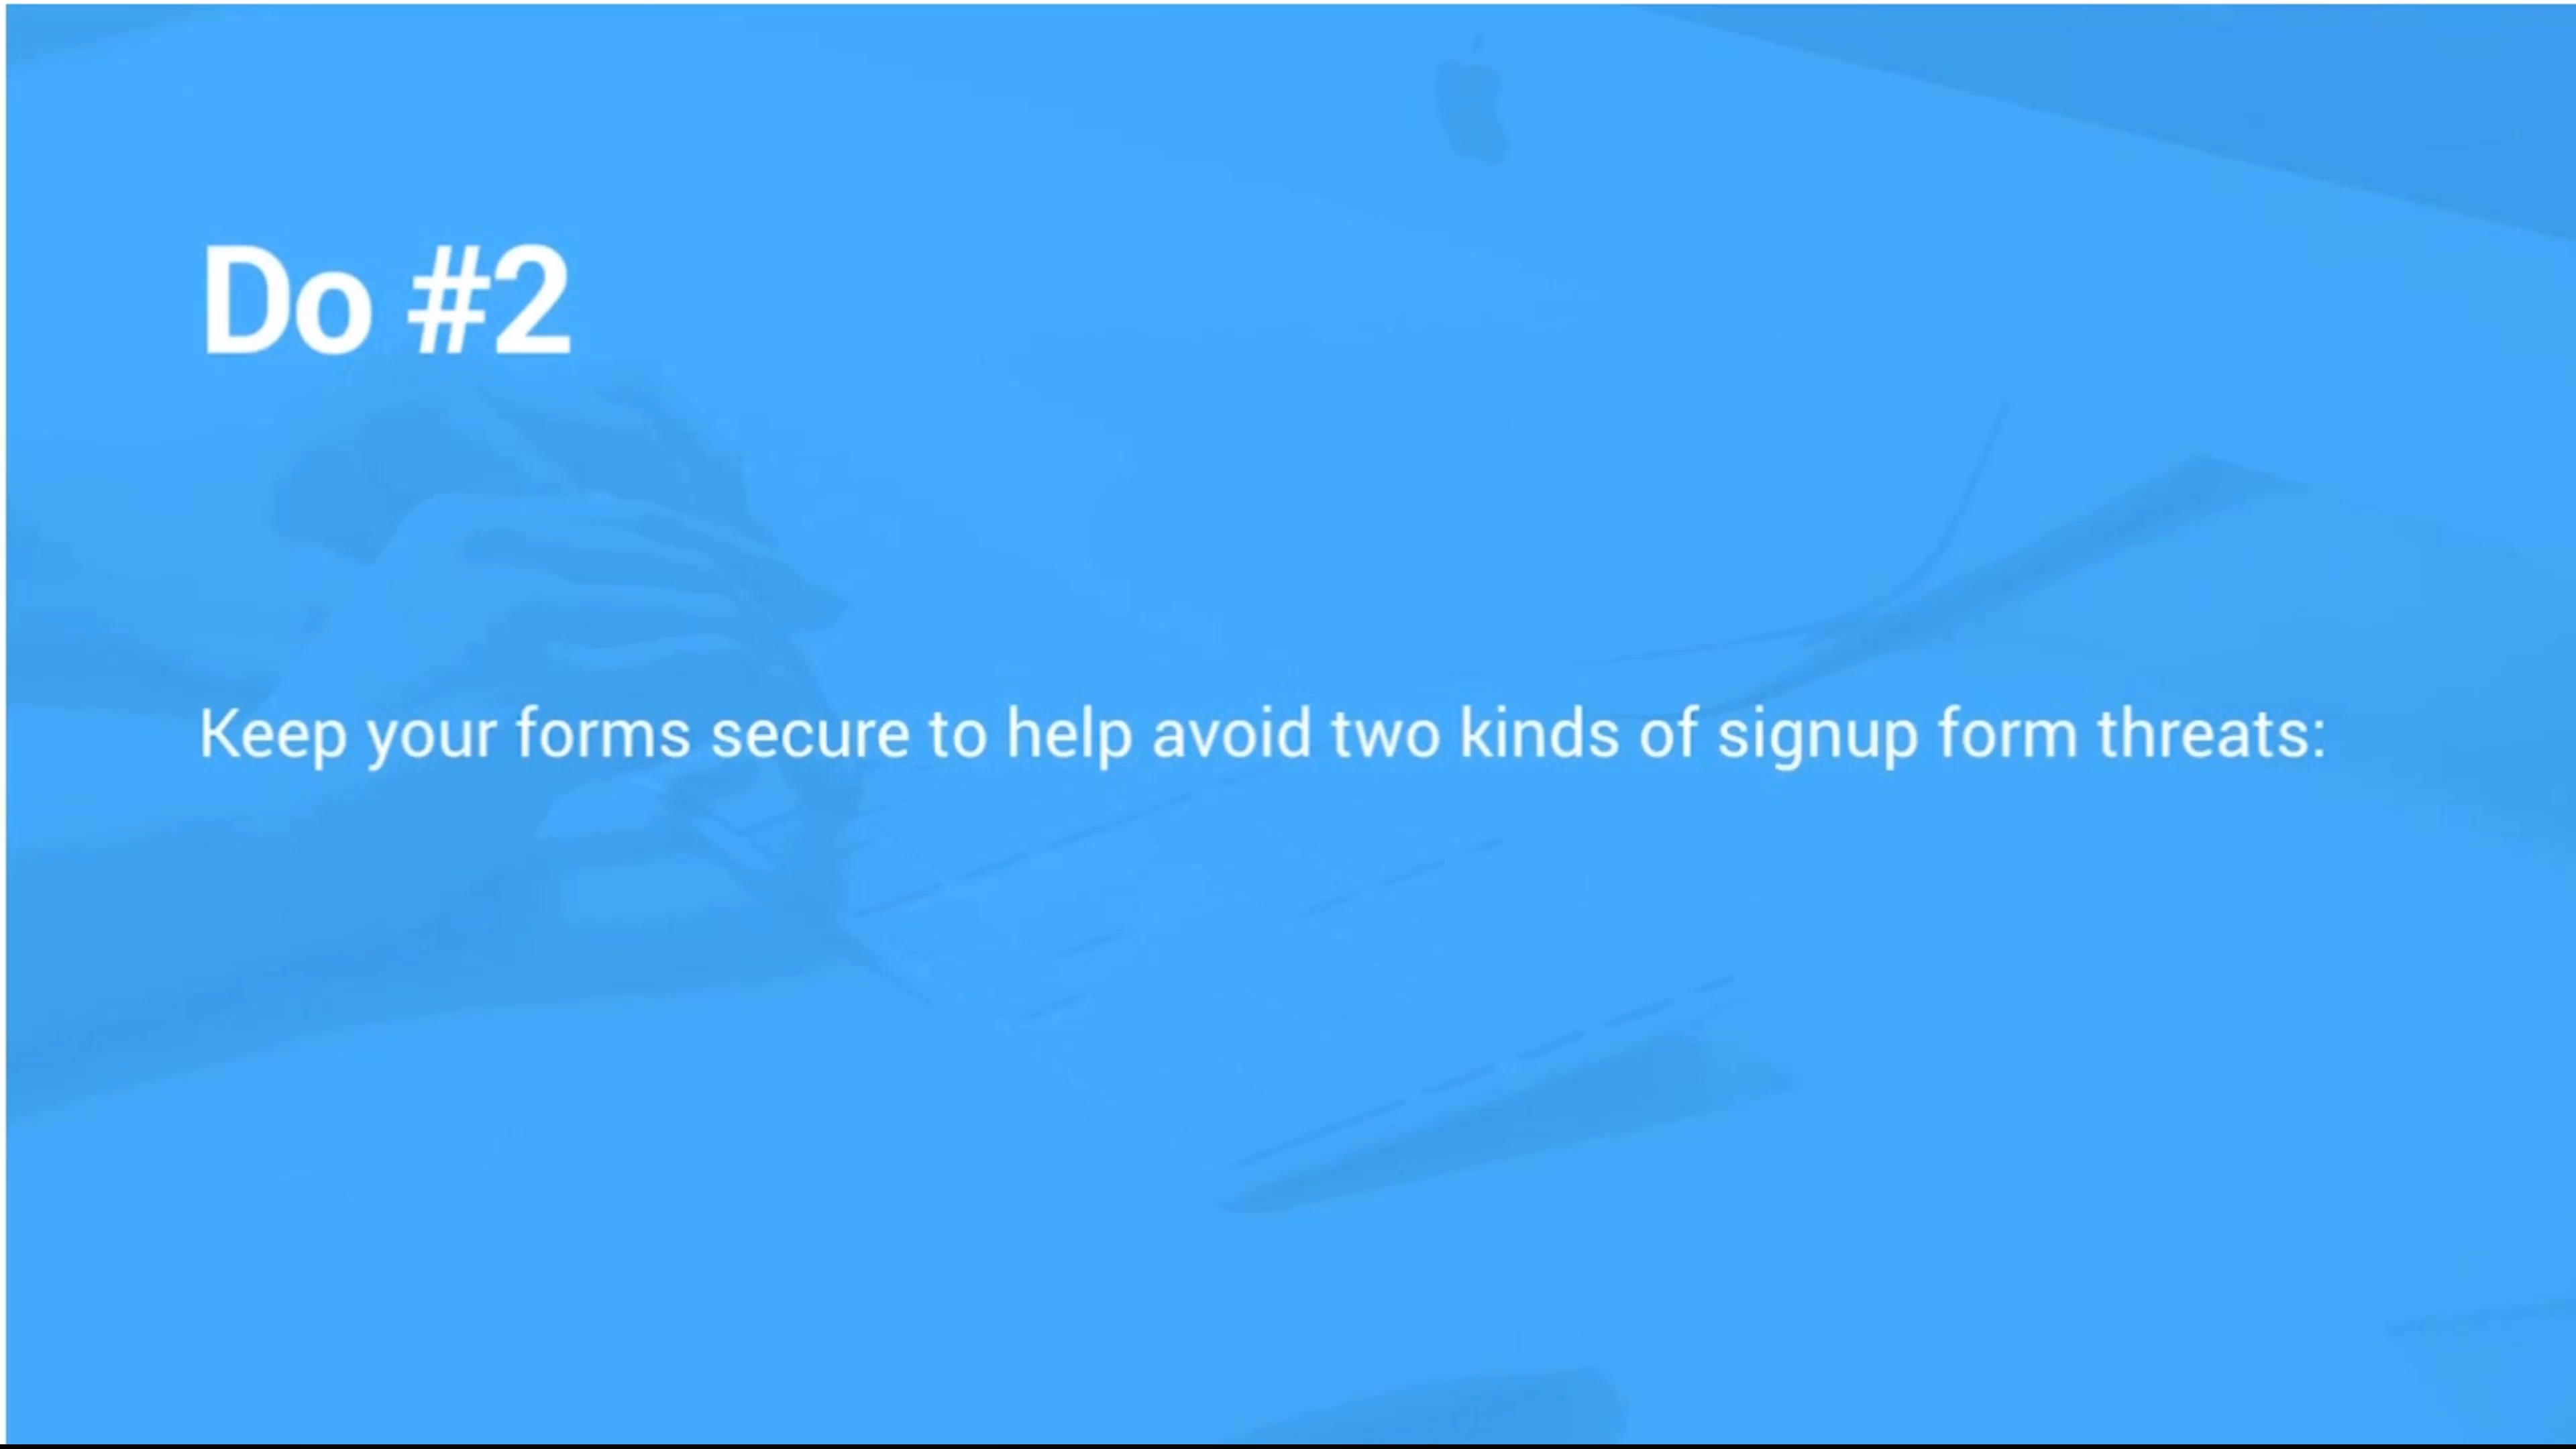 Do #2
Keep your forms secure to help avoid two kinds of signup form threats: